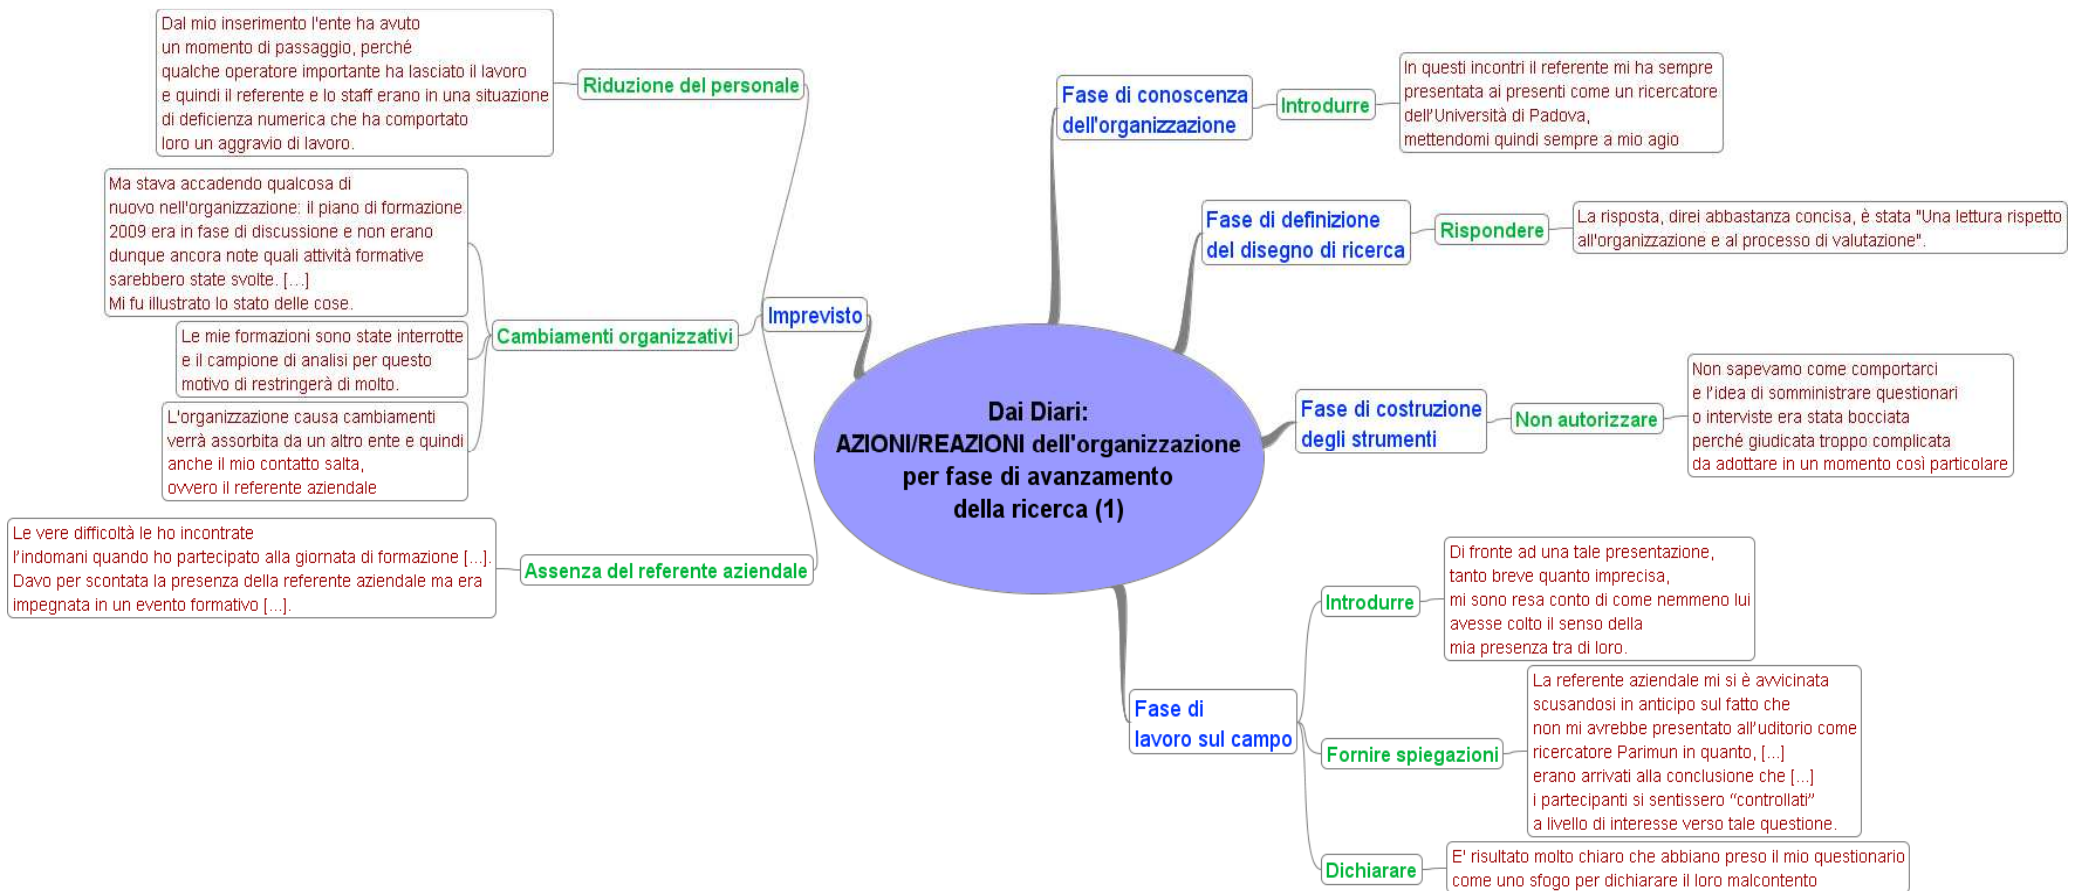 Dai Diari:
AZIONI/REAZIONI dell'organizzazione
per fase di avanzamento
della ricerca (1)
Fase di conoscenza
dell'organizzazione
Introdurre
In questi incontri il referente mi ha sempre
presentata ai presenti come un ricercatore
dell'Università di Padova,
mettendomi quindi sempre a mio agio
Fase di definizione
del disegno di ricerca
Rispondere
La risposta, direi abbastanza concisa, è stata "Una lettura rispetto
all'organizzazione e al processo di valutazione".
Fase di costruzione
degli strumenti
Non autorizzare
Non sapevamo come comportarci
e l'idea di somministrare questionari
o interviste era stata bocciata
perché giudicata troppo complicata
da adottare in un momento così particolare
Fase di
lavoro sul campo
Introdurre
Di fronte ad una tale presentazione,
tanto breve quanto imprecisa,
mi sono resa conto di come nemmeno lui
avesse colto il senso della
mia presenza tra di loro.
Fornire spiegazioni
La referente aziendale mi si è avvicinata
scusandosi in anticipo sul fatto che
non mi avrebbe presentato all'uditorio come
ricercatore Parimun in quanto, [...]
erano arrivati alla conclusione che [...]
i partecipanti si sentissero “controllati”
a livello di interesse verso tale questione.
Dichiarare
E' risultato molto chiaro che abbiano preso il mio questionario
come uno sfogo per dichiarare il loro malcontento
Imprevisto
Riduzione del personale
Dal mio inserimento l'ente ha avuto
un momento di passaggio, perché
qualche operatore importante ha lasciato il lavoro
e quindi il referente e lo staff erano in una situazione
di deficienza numerica che ha comportato
loro un aggravio di lavoro.
Cambiamenti organizzativi
Ma stava accadendo qualcosa di
nuovo nell'organizzazione: il piano di formazione
2009 era in fase di discussione e non erano
dunque ancora note quali attività formative
sarebbero state svolte. [...]
Mi fu illustrato lo stato delle cose.
Le mie formazioni sono state interrotte
e il campione di analisi per questo
motivo di restringerà di molto.
L'organizzazione causa cambiamenti
verrà assorbita da un altro ente e quindi
anche il mio contatto salta,
ovvero il referente aziendale
Assenza del referente aziendale
Le vere difficoltà le ho incontrate
l'indomani quando ho partecipato alla giornata di formazione [...].
Davo per scontata la presenza della referente aziendale ma era
impegnata in un evento formativo [...].